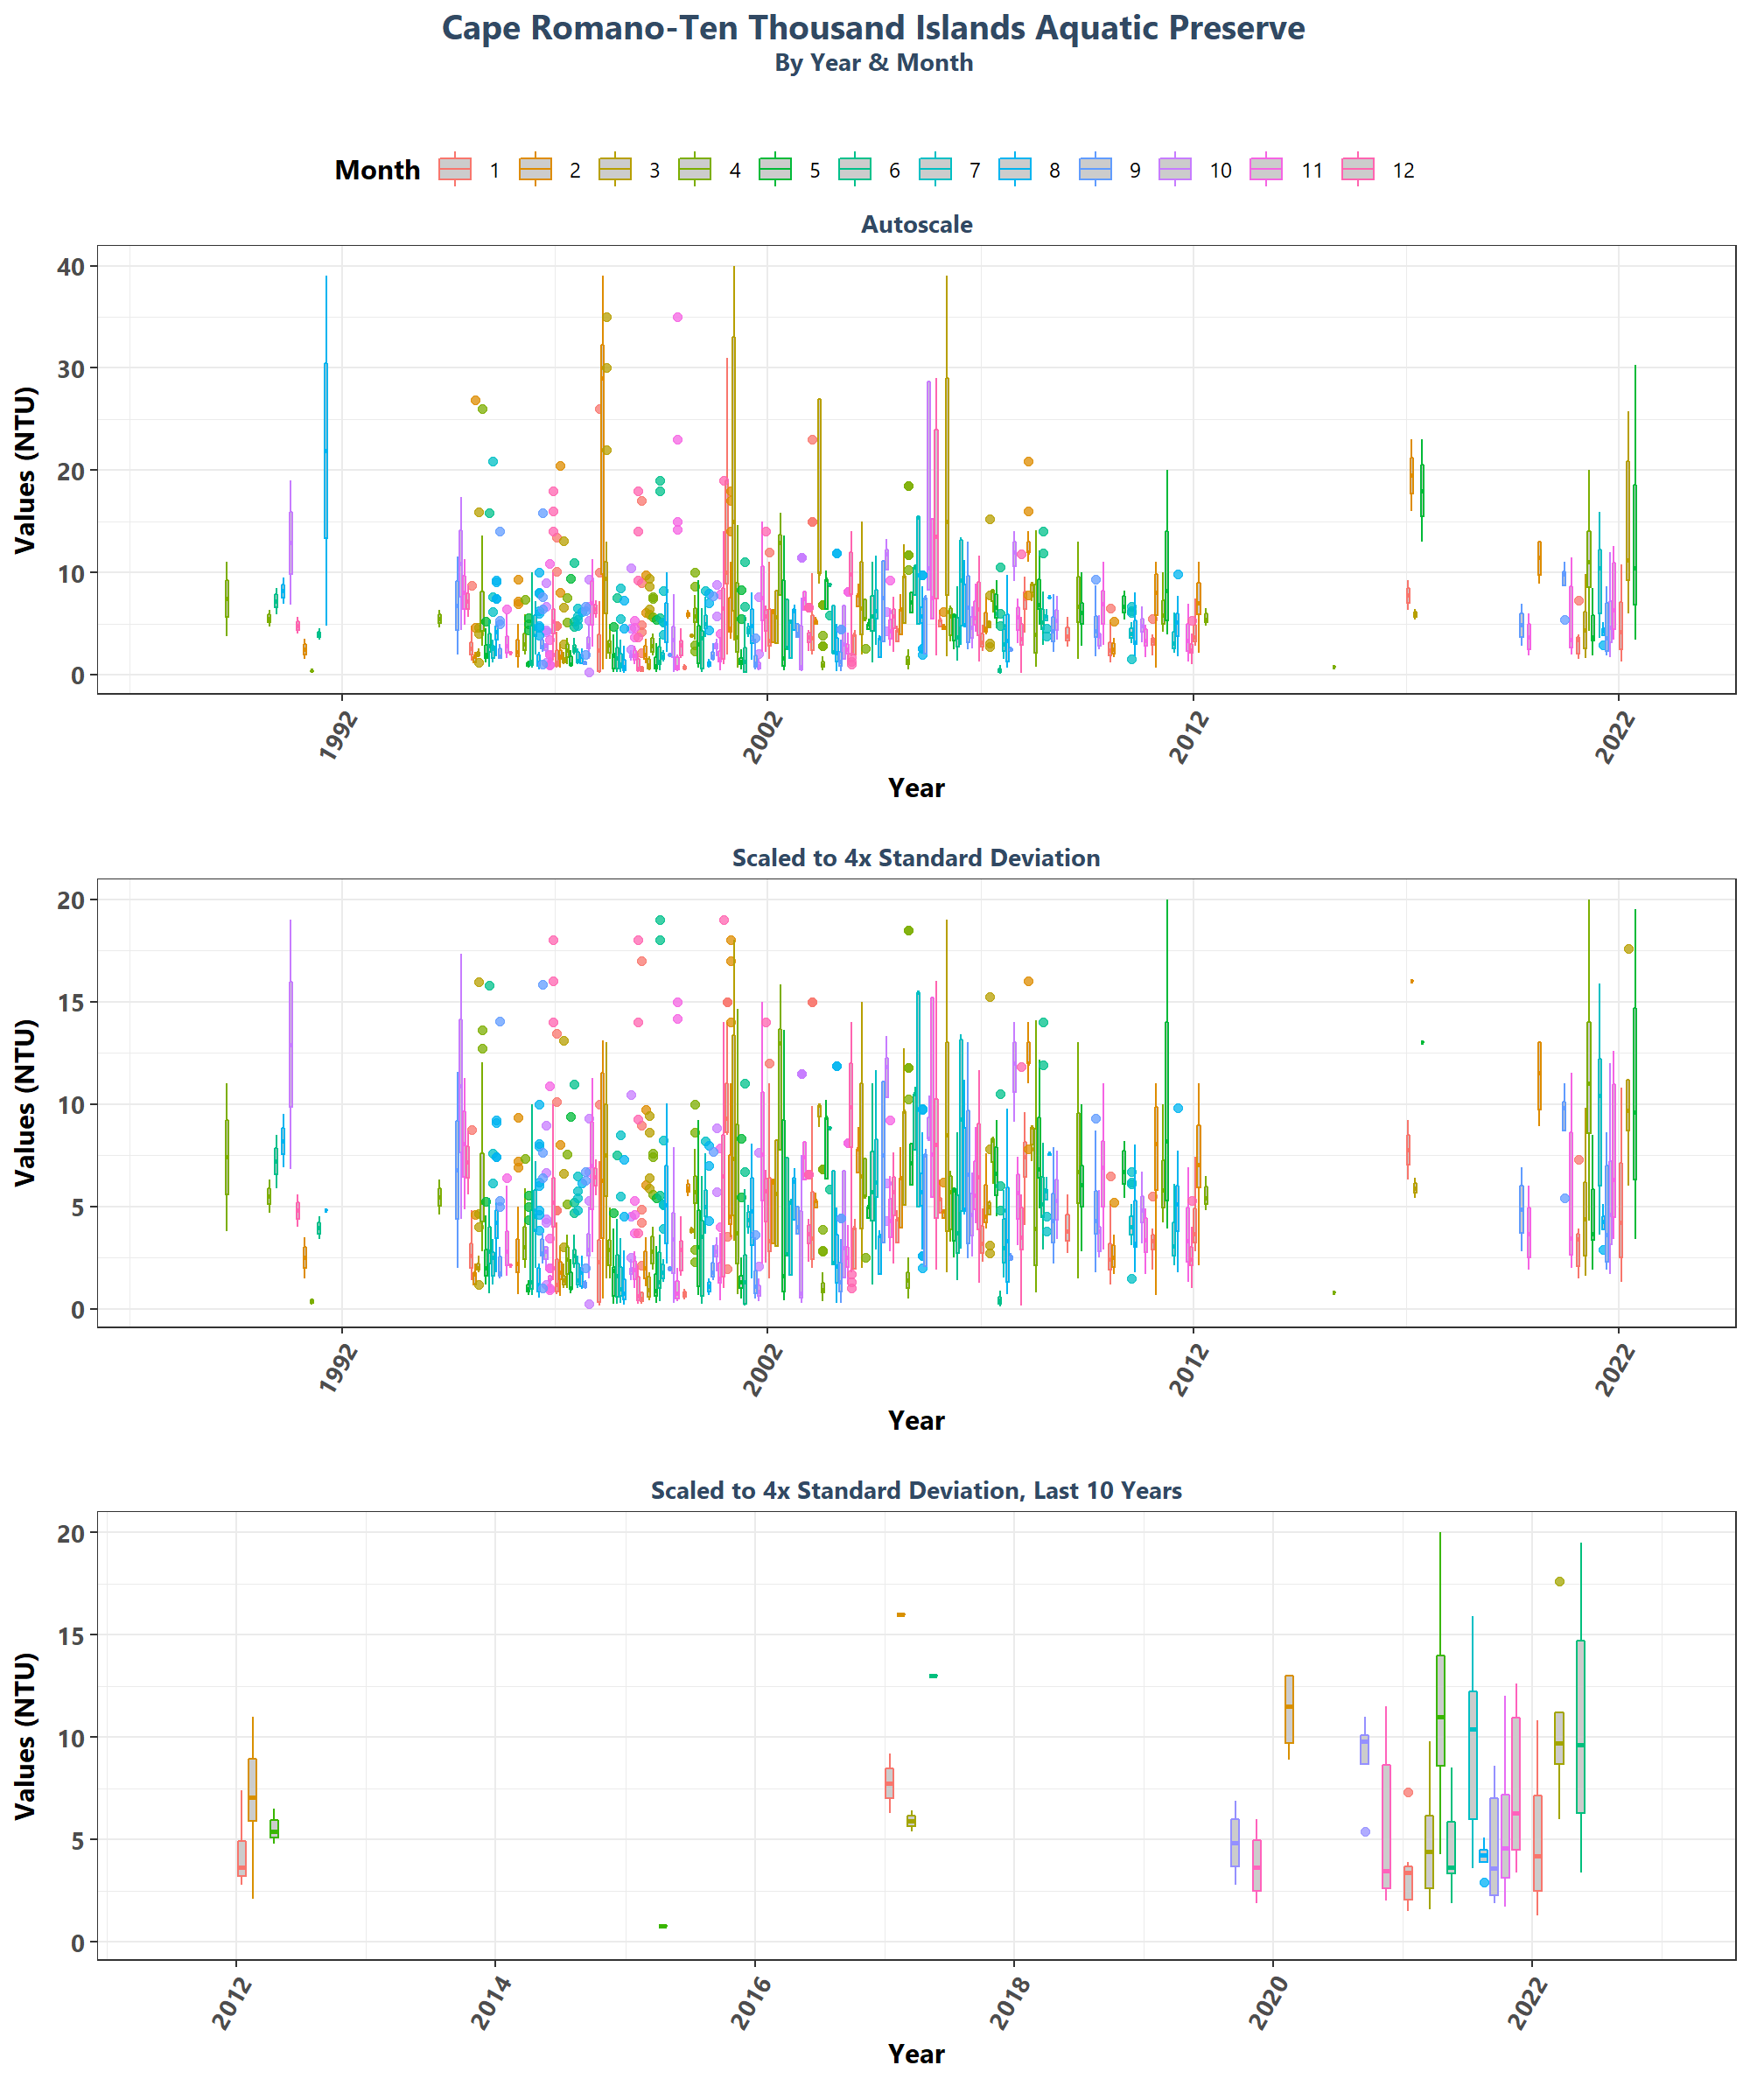 Cape Romano-Ten Thousand Islands Aquatic Preserve
By Year & Month
Month 1 2 3 4 5 6 7 8 9 10 11 12
Autoscale
Values (NTU)
40
30
20
10
0
1992 2002 2012 2022
Year
Scaled to 4x Standard Deviation
Values (NTU)
20
15
10
5
0
1992 2002 2012 2022
Year
Scaled to 4x Standard Deviation, Last 10 Years
Values (NTU)
20
15
10
5
0
2012 2014 2016 2018 2020 2022
Year